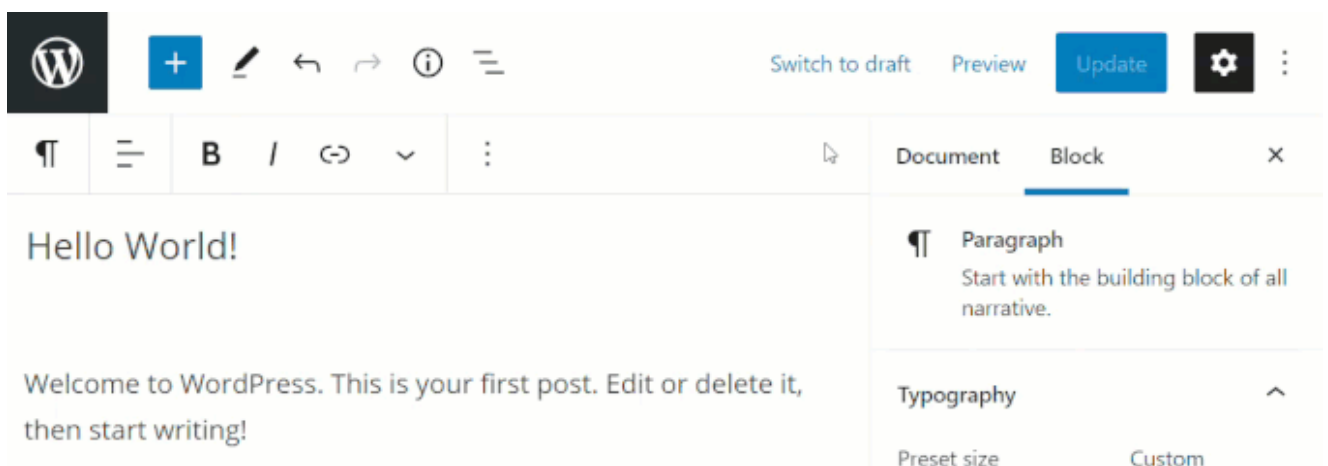 Switch to draft Preview Update
B I
Document Block
Hello World!
Paragraph
Start with the building block of all
narrative.
Welcome to WordPress. This is your first post. Edit or delete it,
then start writing!
Typography
Preset size Custom